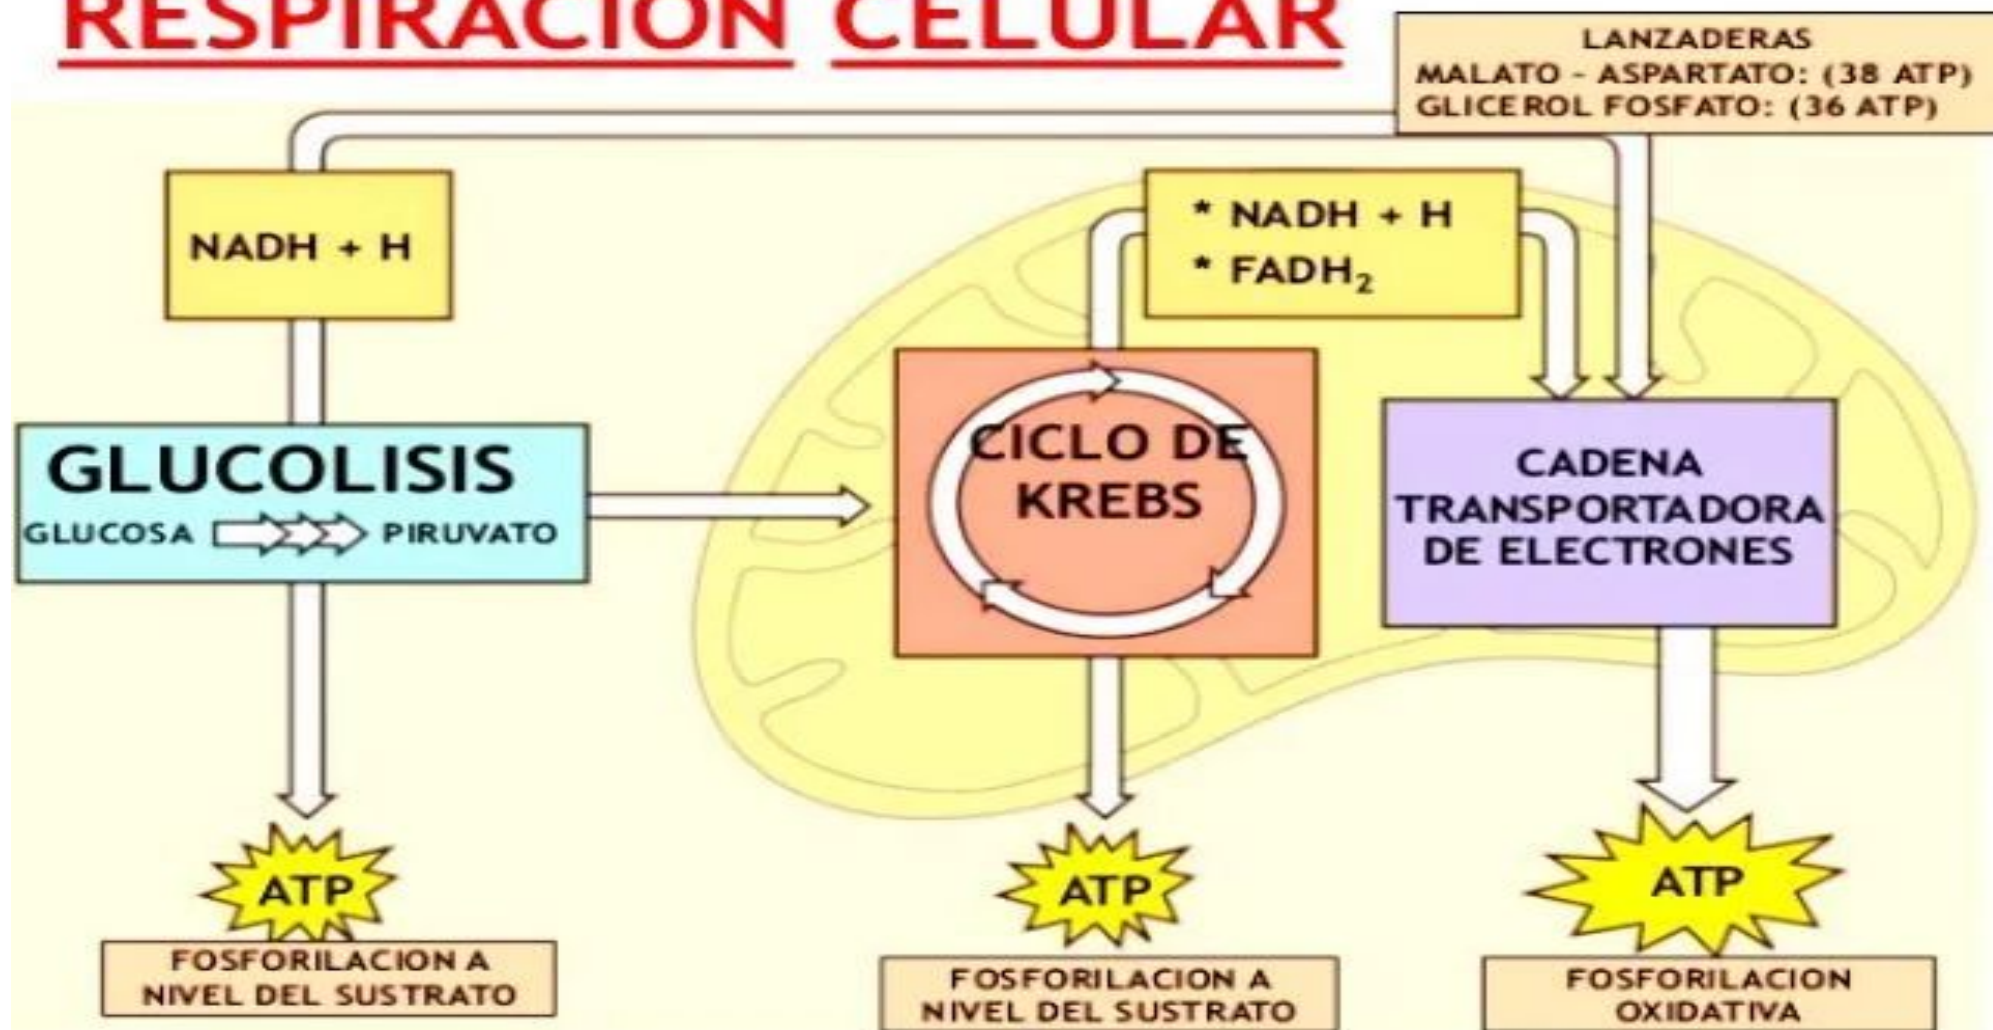 RESPIRACION CELULAR
LANZADERAS
MALATO - ASPARTATO: (38 ATP)
GLICEROL FOSFATO: (36 ATP)
NADH + H
* NADH + H
* FADH₂
GLUCOLISIS
GLUCOSA PIRUVATO
CICLO DE
KREBS
CADENA
TRANSPORTADORA
DE ELECTRONES
ATP
ATP
ATP
FOSFORILACION A
NIVEL DEL SUSTRATO
FOSFORILACION A
NIVEL DEL SUSTRATO
FOSFORILACION
OXIDATIVA